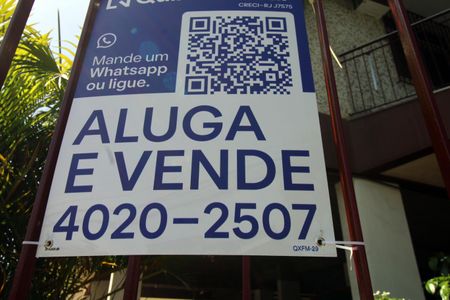 CRECI-RJ J7575
Mande um
Whatsapp
ou ligue.
ALUGA
E VENDE
4020-2507
QXFM-29